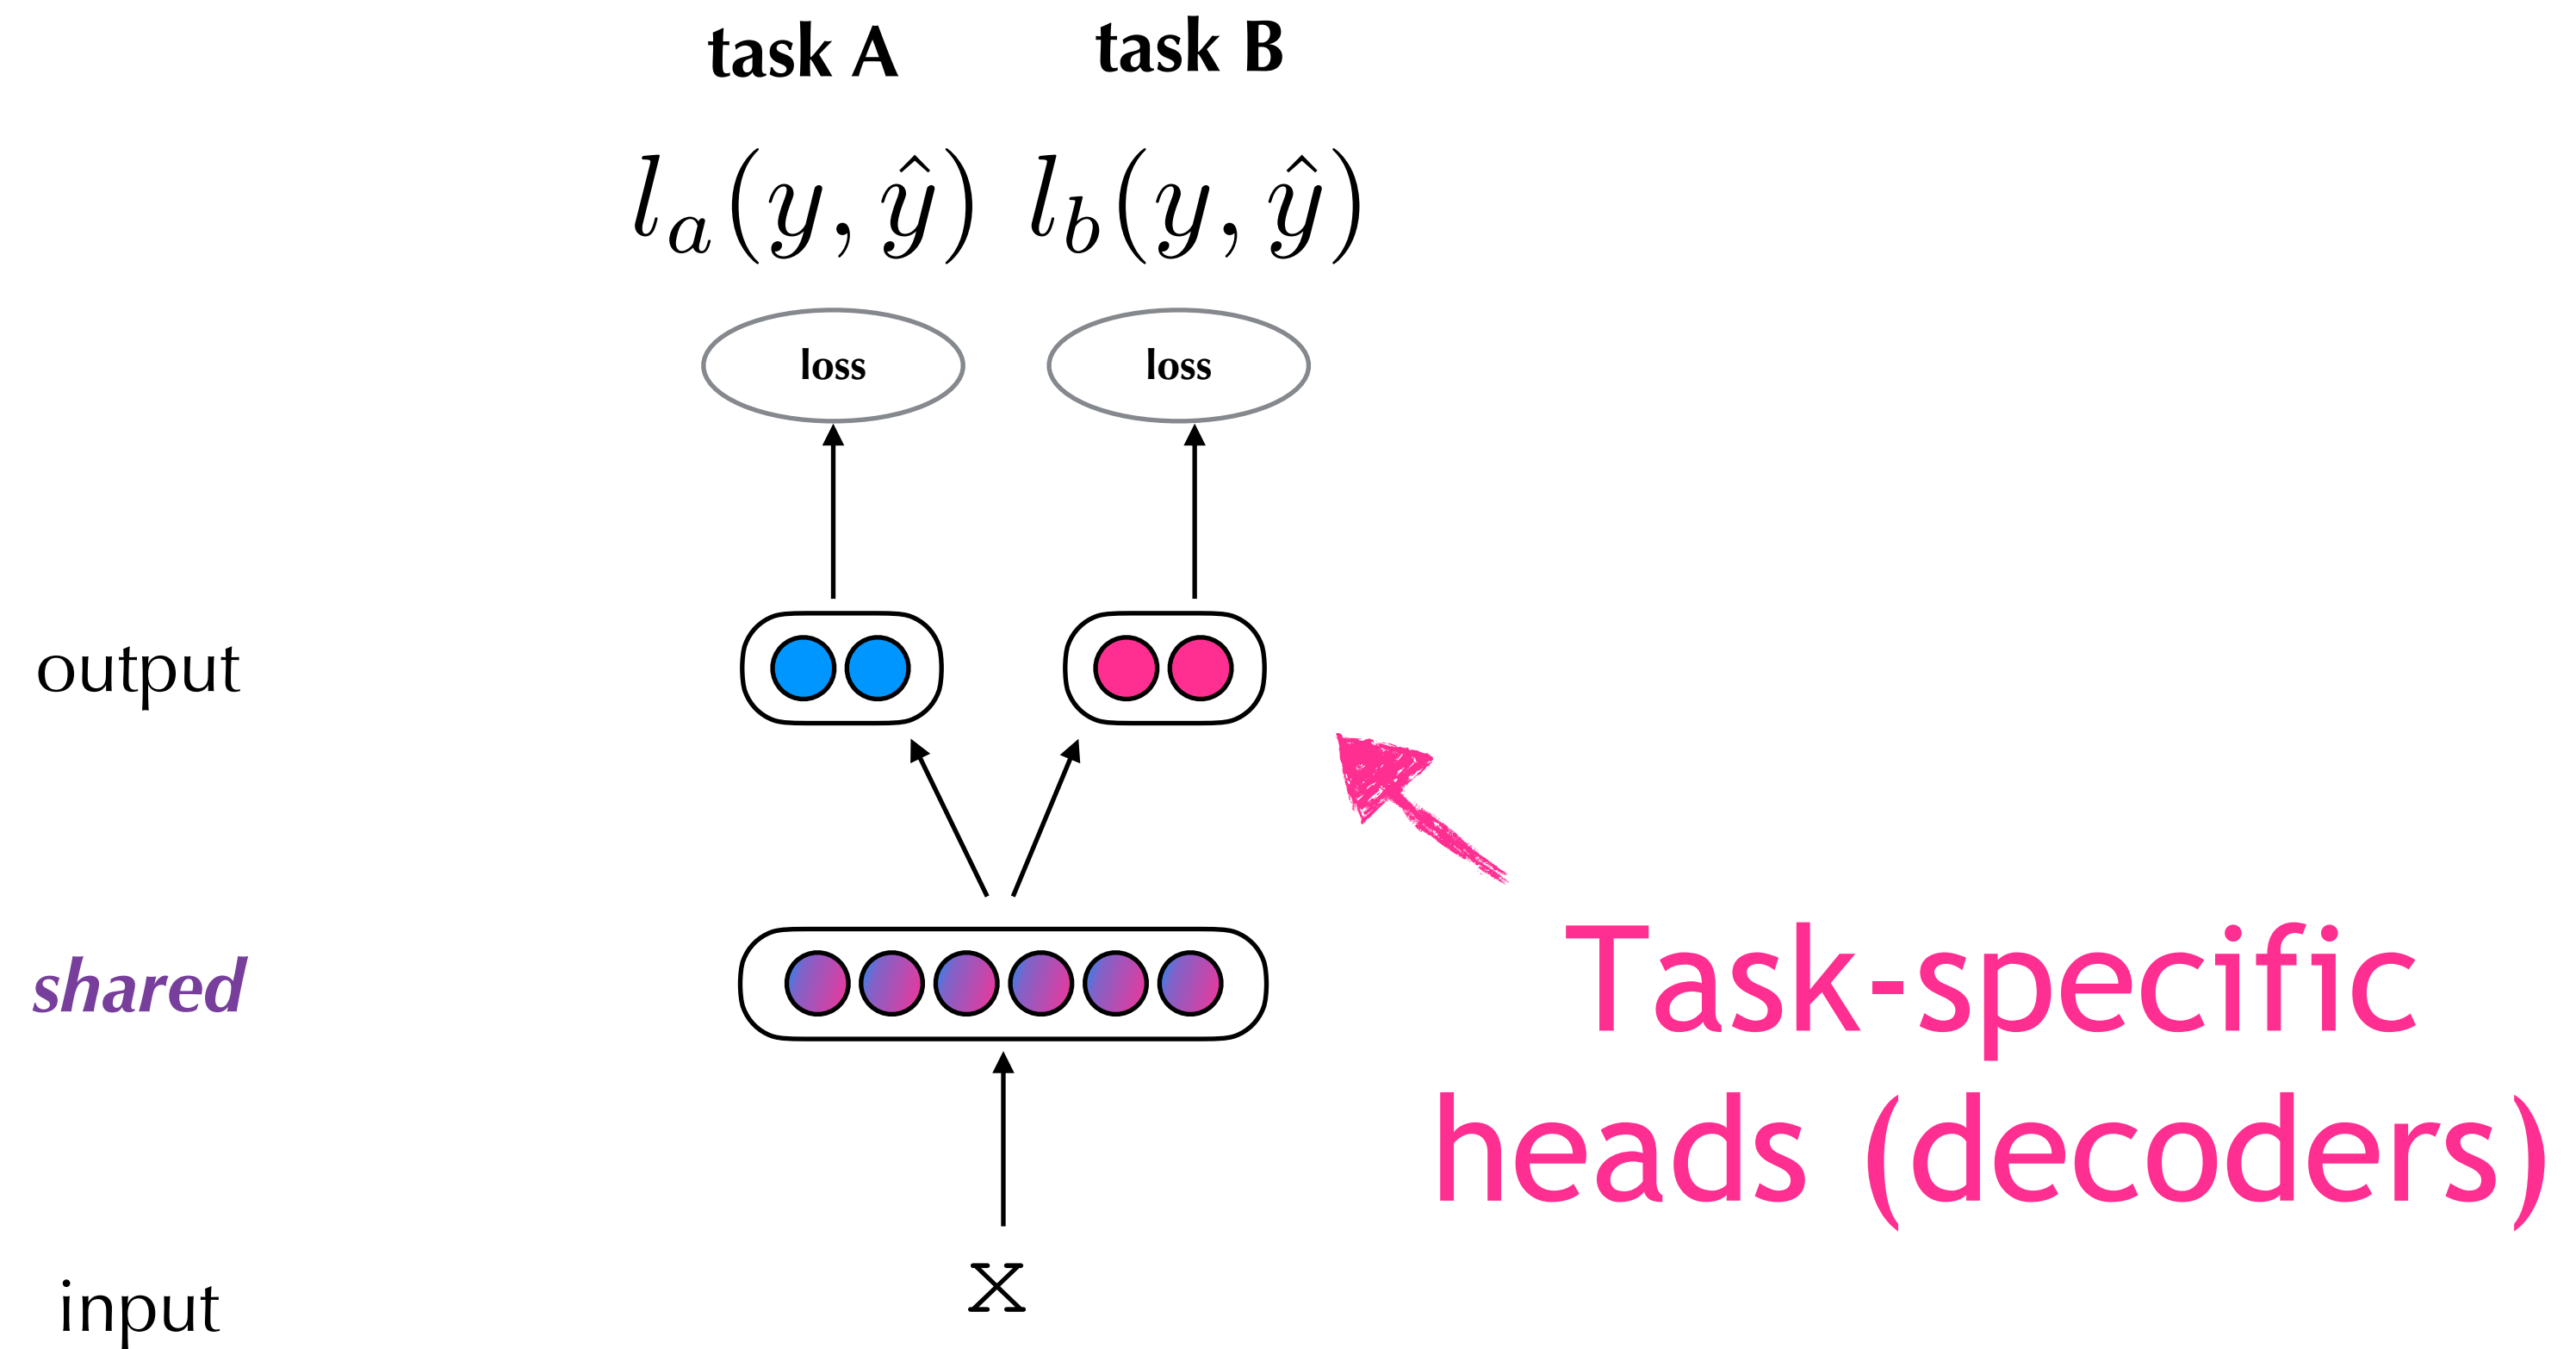 task A task B
l_a(y, ŷ) l_b(y, ŷ)
loss loss
output
shared
Task-specific
heads (decoders)
x
input